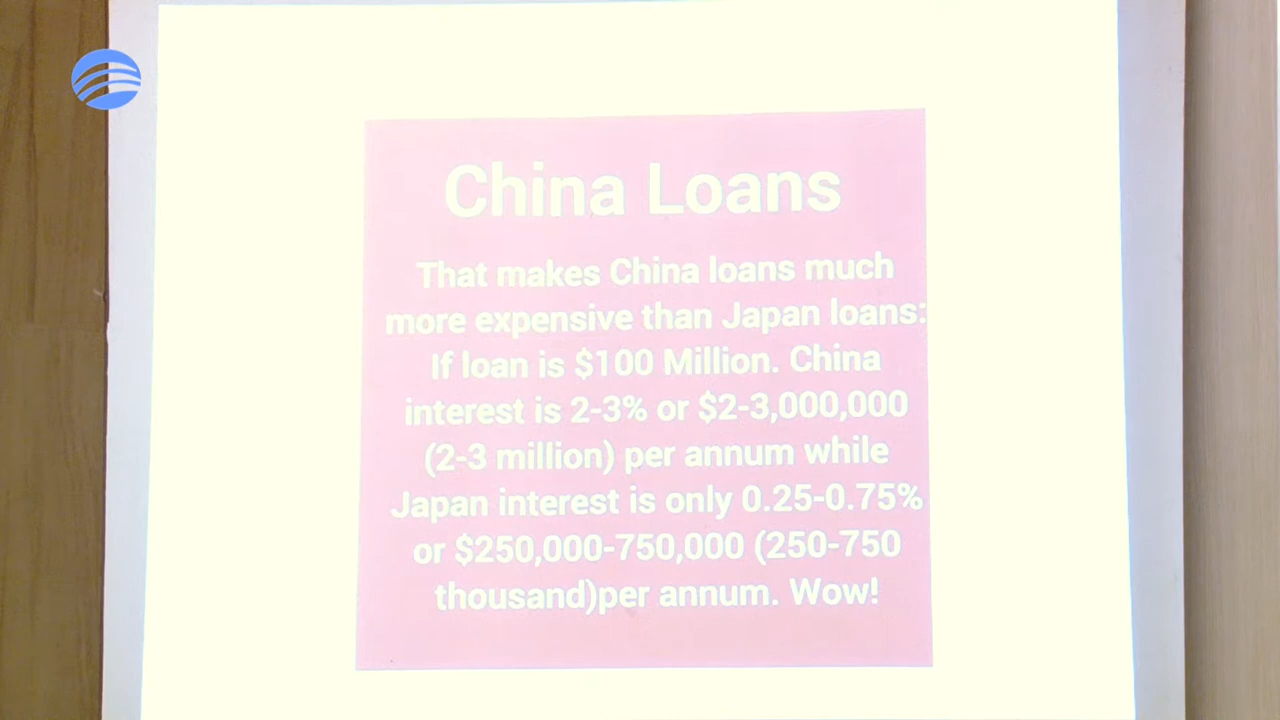 China Loans
That makes China loans much
more expensive than Japan loans:
If loan is $100 Million. China
interest is 2-3% or $2-3,000,000
(2-3 million) per annum while
Japan interest is only 0.25-0.75%
or $250,000-750,000 (250-750
thousand)per annum. Wow!